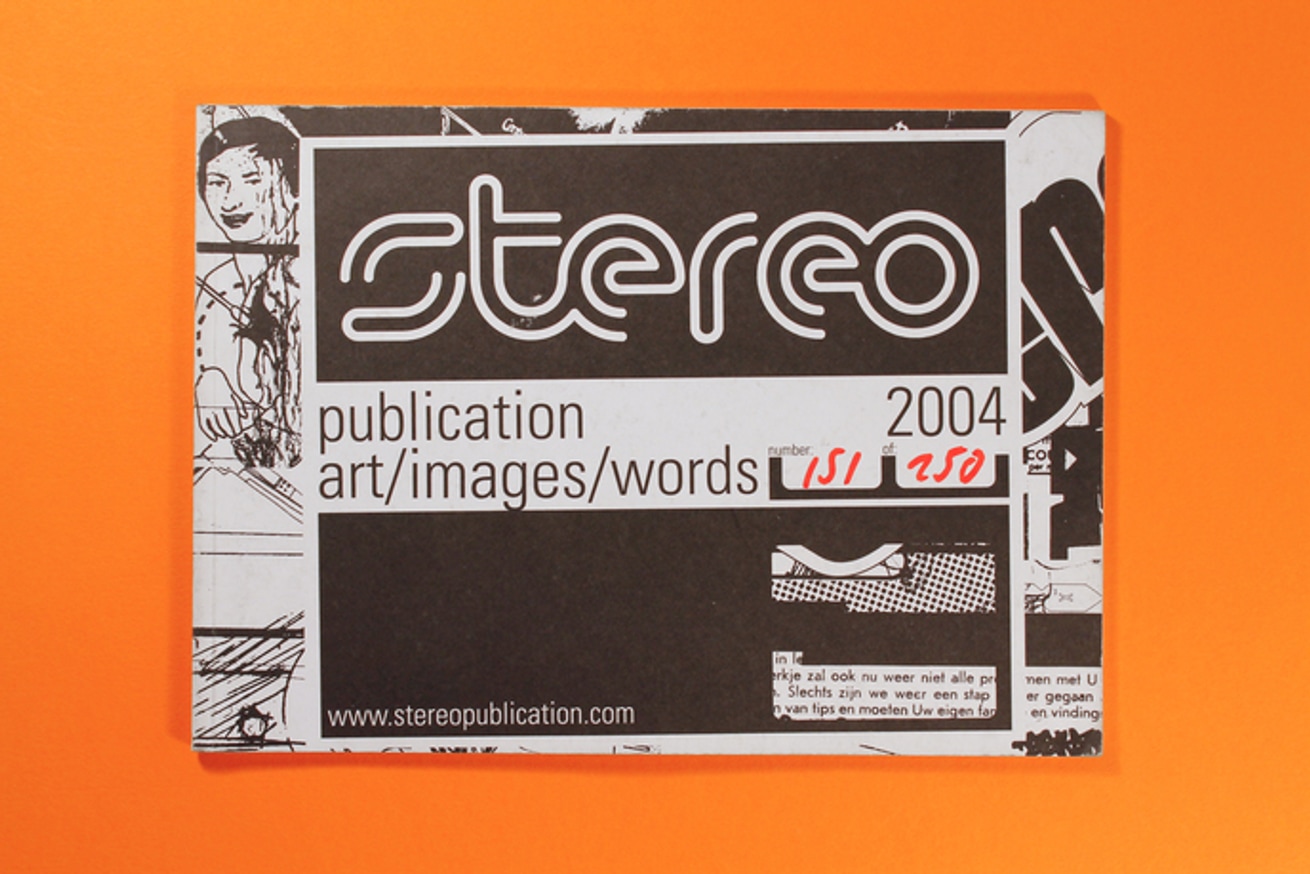 stereo
publication
2004
art/images/words
number: 151 of: 250
in le
erkje zal ook nu weer niet alle pr
. Slechts zijn we weer een stap
n van tips en moeten Uw eigen fan
men met U
er gegaan
en vinding
www.stereopublication.com